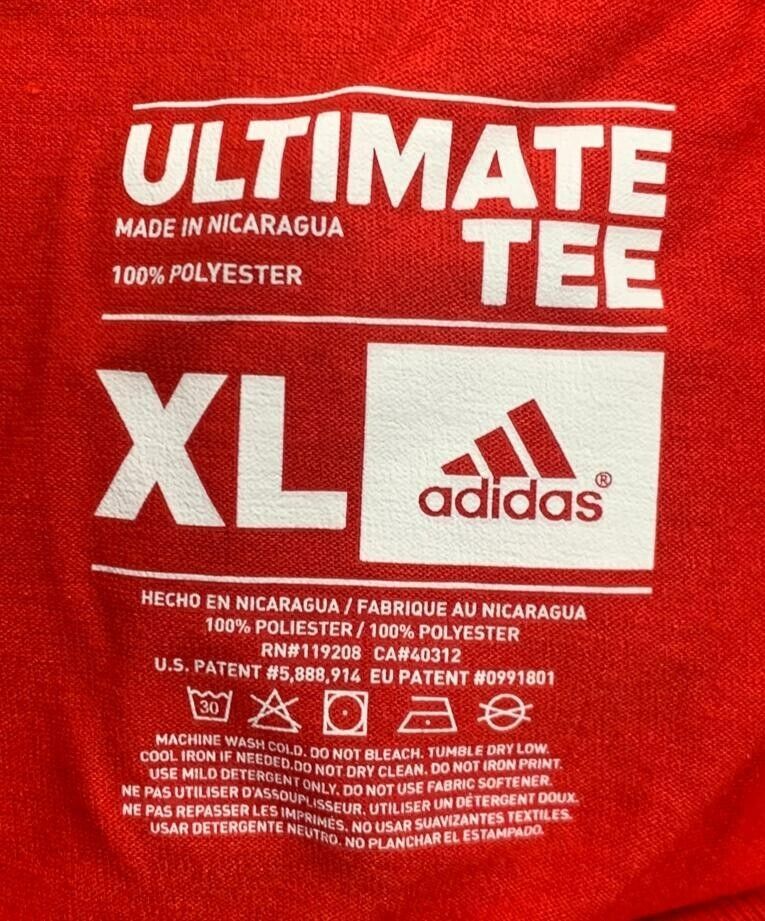 ULTIMATE
TEE
MADE IN NICARAGUA
100% POLYESTER
XL
adidas®
HECHO EN NICARAGUA / FABRIQUE AU NICARAGUA
100% POLIESTER / 100% POLYESTER
RN#119208 CA#40312
U.S. PATENT #5,888,914 EU PATENT #0991801
30
MACHINE WASH COLD. DO NOT BLEACH. TUMBLE DRY LOW.
COOL IRON IF NEEDED.DO NOT DRY CLEAN. DO NOT IRON PRINT.
USE MILD DETERGENT ONLY. DO NOT USE FABRIC SOFTENER.
NE PAS UTILISER D'ASSOUPLISSEUR. UTILISER UN DÉTERGENT DOUX.
NE PAS REPASSER LES IMPRIMÉS. NO USAR SUAVIZANTES TEXTILES.
USAR DETERGENTE NEUTRO. NO PLANCHAR EL ESTAMPADO.